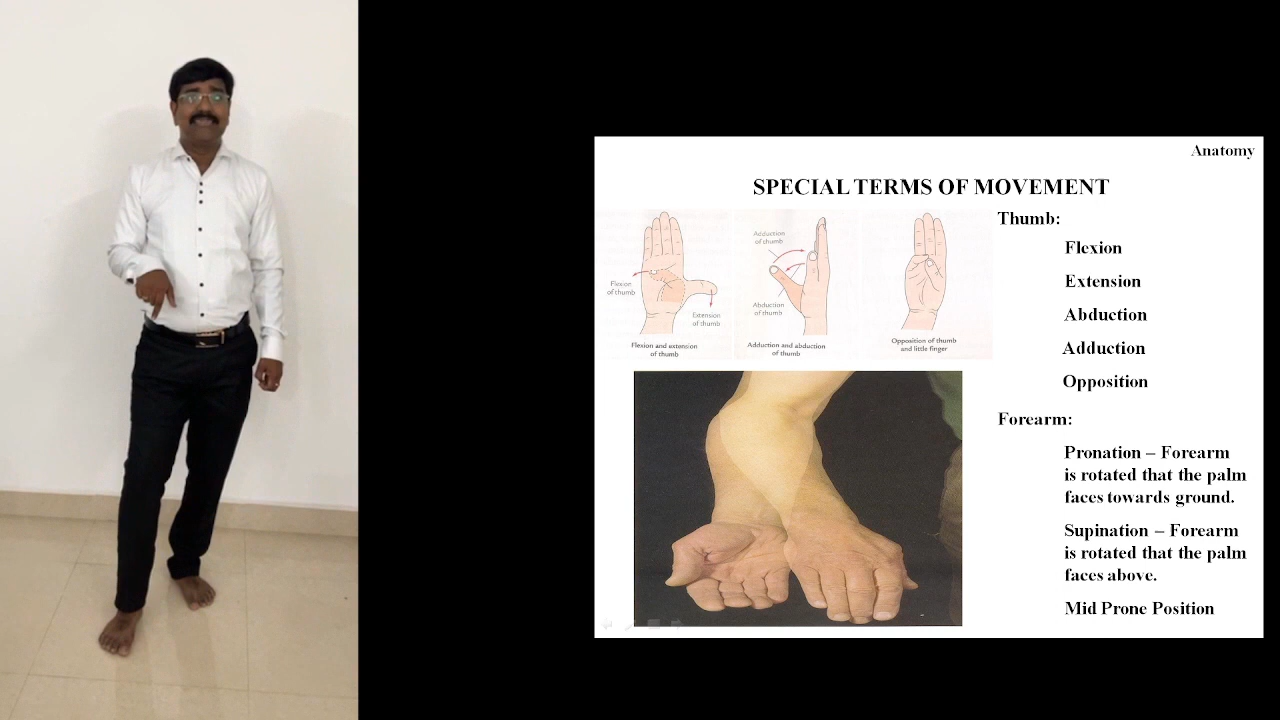 Anatomy
SPECIAL TERMS OF MOVEMENT
Thumb:
Flexion
Extension
Abduction
Adduction
Opposition
Adduction
of thumb
Flexion
of thumb
Abduction
of thumb
Extension
of thumb
Flexion and extension
of thumb
Adduction and abduction
of thumb
Opposition of thumb
and little finger
Forearm:
Pronation – Forearm
is rotated that the palm
faces towards ground.
Supination – Forearm
is rotated that the palm
faces above.
Mid Prone Position